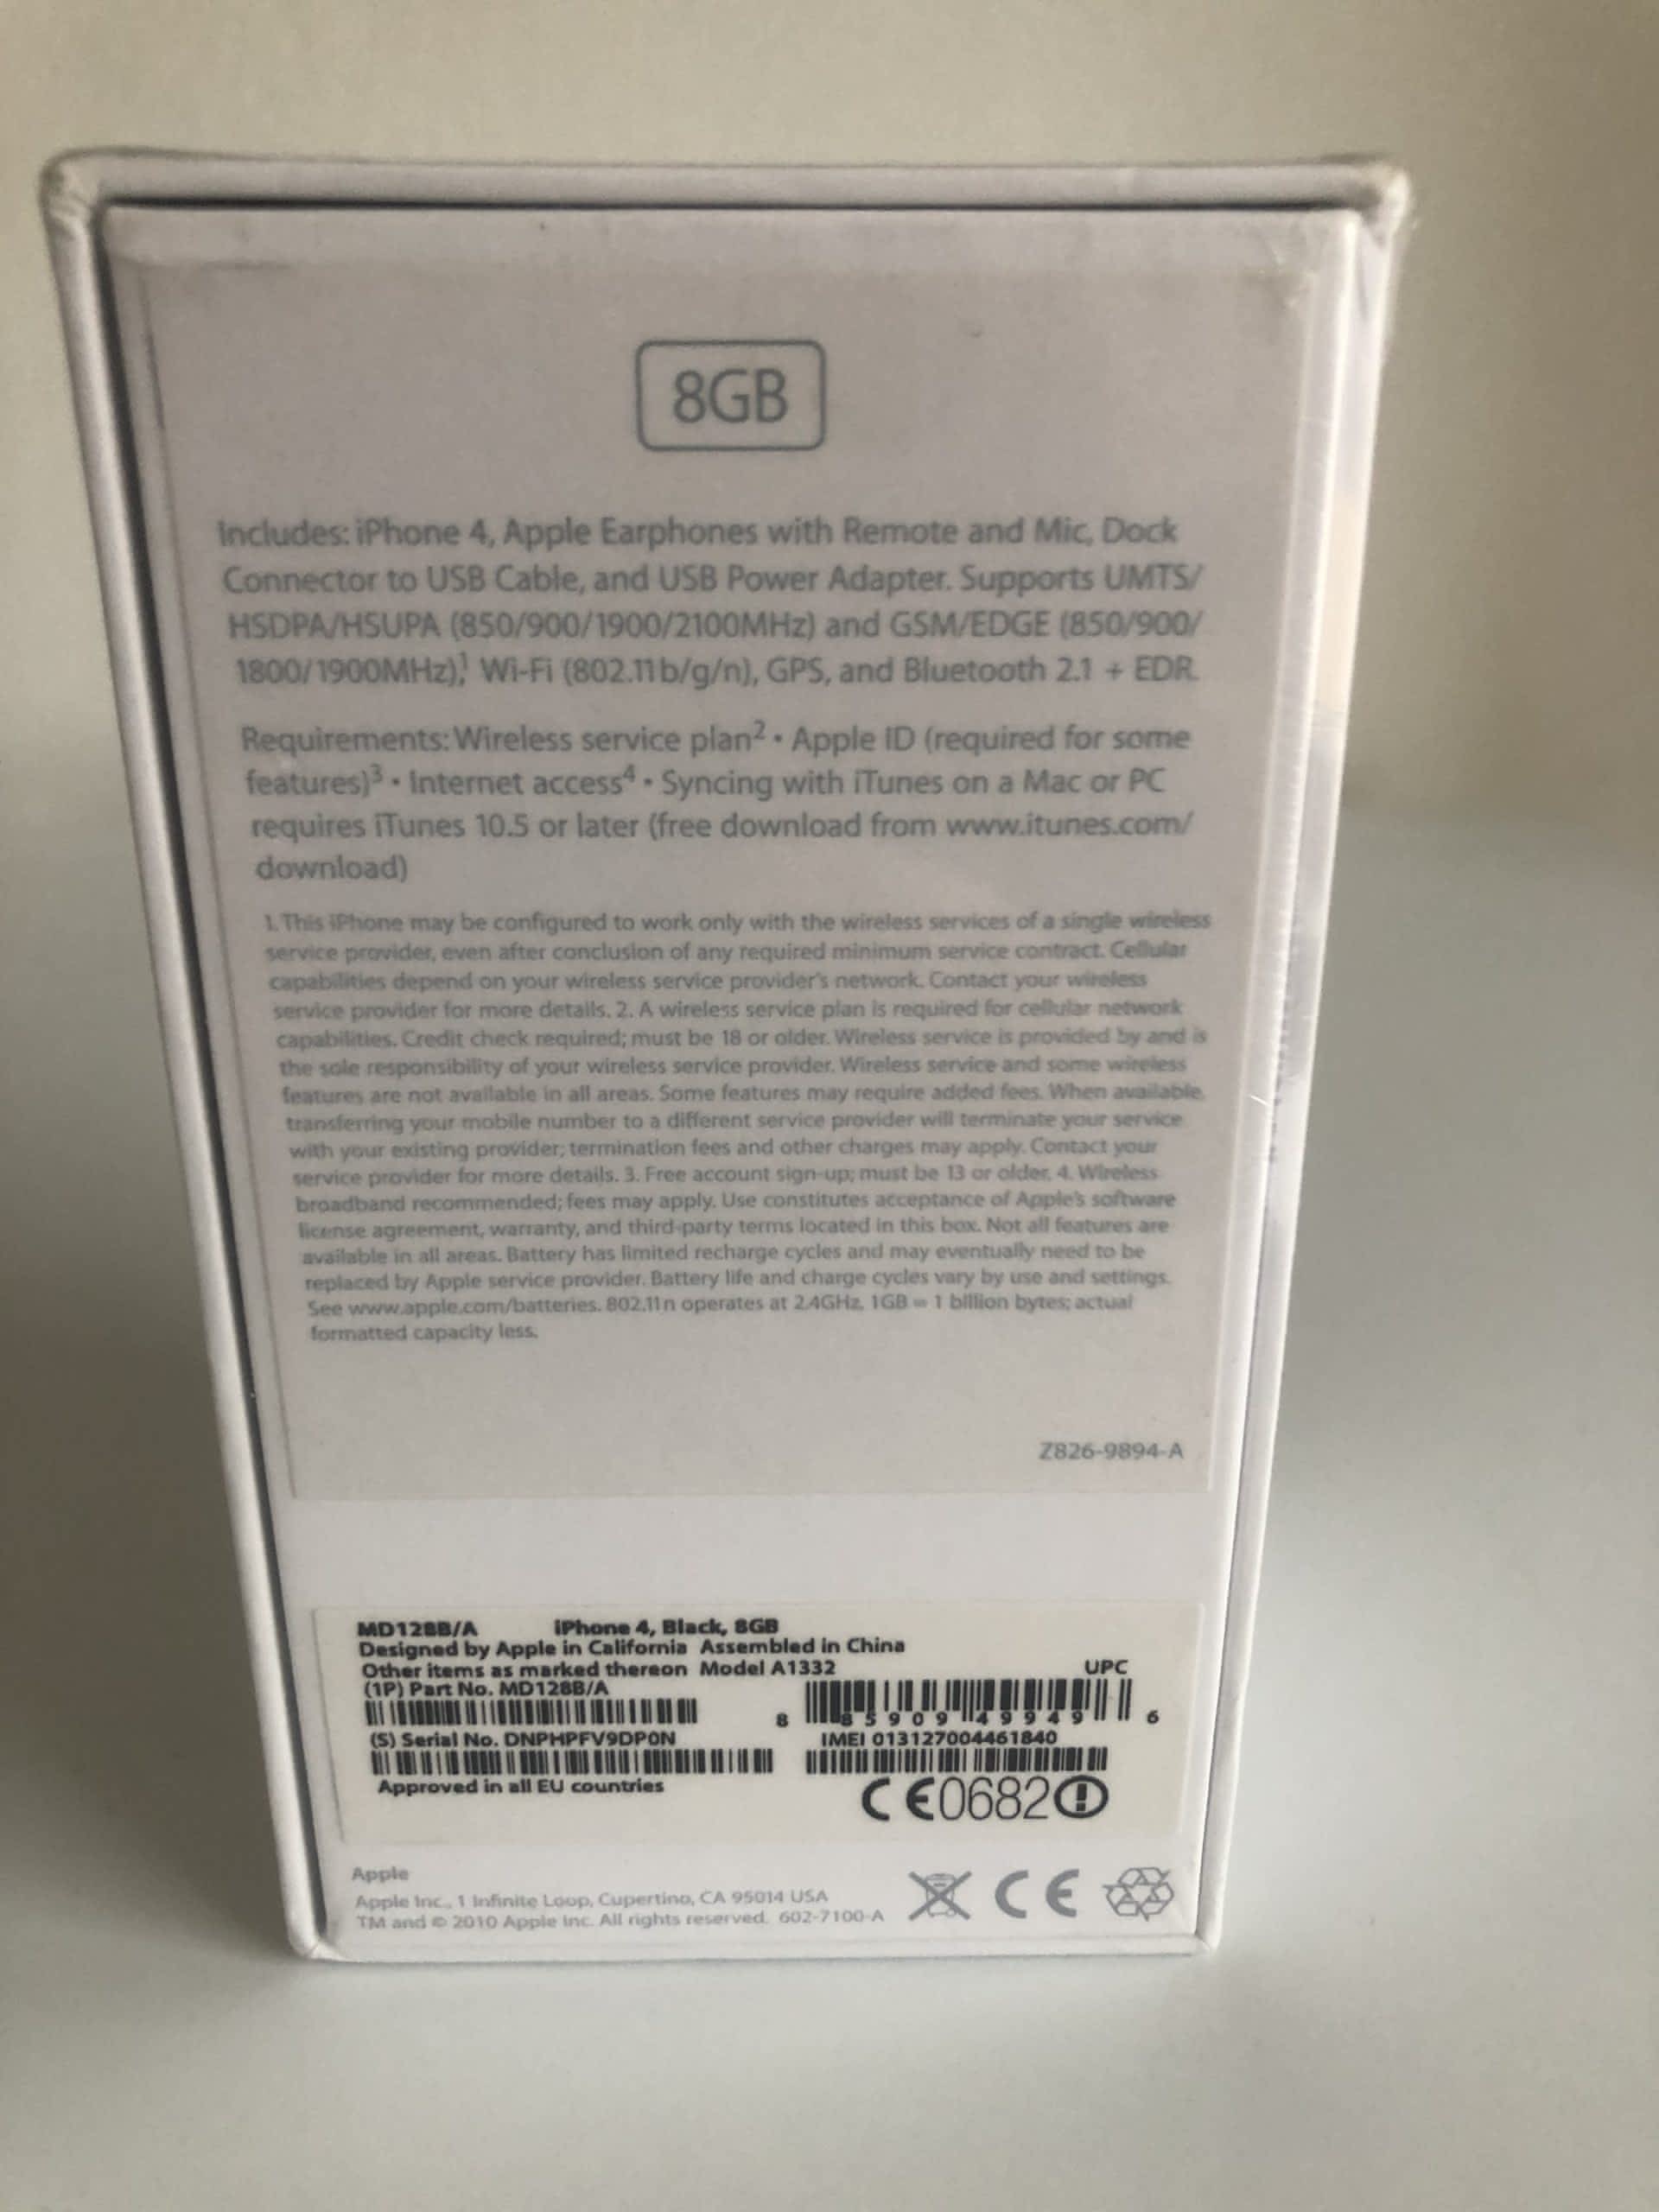 8GB
Includes: iPhone 4, Apple Earphones with Remote and Mic, Dock
Connector to USB Cable, and USB Power Adapter. Supports UMTS/
HSDPA/HSUPA (850/900/1900/2100MHz) and GSM/EDGE (850/900/
1800/1900MHz),¹ Wi-Fi (802.11b/g/n), GPS, and Bluetooth 2.1 + EDR.
Requirements: Wireless service plan² • Apple ID (required for some
features)³ • Internet access⁴ • Syncing with iTunes on a Mac or PC
requires iTunes 10.5 or later (free download from www.itunes.com/
download)
1. This iPhone may be configured to work only with the wireless services of a single wireless
service provider, even after conclusion of any required minimum service contract. Cellular
capabilities depend on your wireless service provider's network. Contact your wireless
service provider for more details. 2. A wireless service plan is required for cellular network
capabilities. Credit check required; must be 18 or older. Wireless service is provided by and is
the sole responsibility of your wireless service provider. Wireless service and some wireless
features are not available in all areas. Some features may require added fees. When available,
transferring your mobile number to a different service provider will terminate your service
with your existing provider; termination fees and other charges may apply. Contact your
service provider for more details. 3. Free account sign-up; must be 13 or older. 4. Wireless
broadband recommended; fees may apply. Use constitutes acceptance of Apple's software
license agreement, warranty, and third-party terms located in this box. Not all features are
available in all areas. Battery has limited recharge cycles and may eventually need to be
replaced by Apple service provider. Battery life and charge cycles vary by use and settings.
See www.apple.com/batteries. 802.11n operates at 2.4GHz. 1GB = 1 billion bytes; actual
formatted capacity less.
Z826-9894-A
MD128B/A iPhone 4, Black, 8GB
Designed by Apple in California Assembled in China
Other items as marked thereon Model A1332 UPC
(1P) Part No. MD128B/A
8 85909 49949 6
(S) Serial No. DNPHPFV9DP0N IMEI 013127004461840
Approved in all EU countries
CE0682
Apple
Apple Inc., 1 Infinite Loop, Cupertino, CA 95014 USA
TM and © 2010 Apple Inc. All rights reserved. 602-7100-A
CE